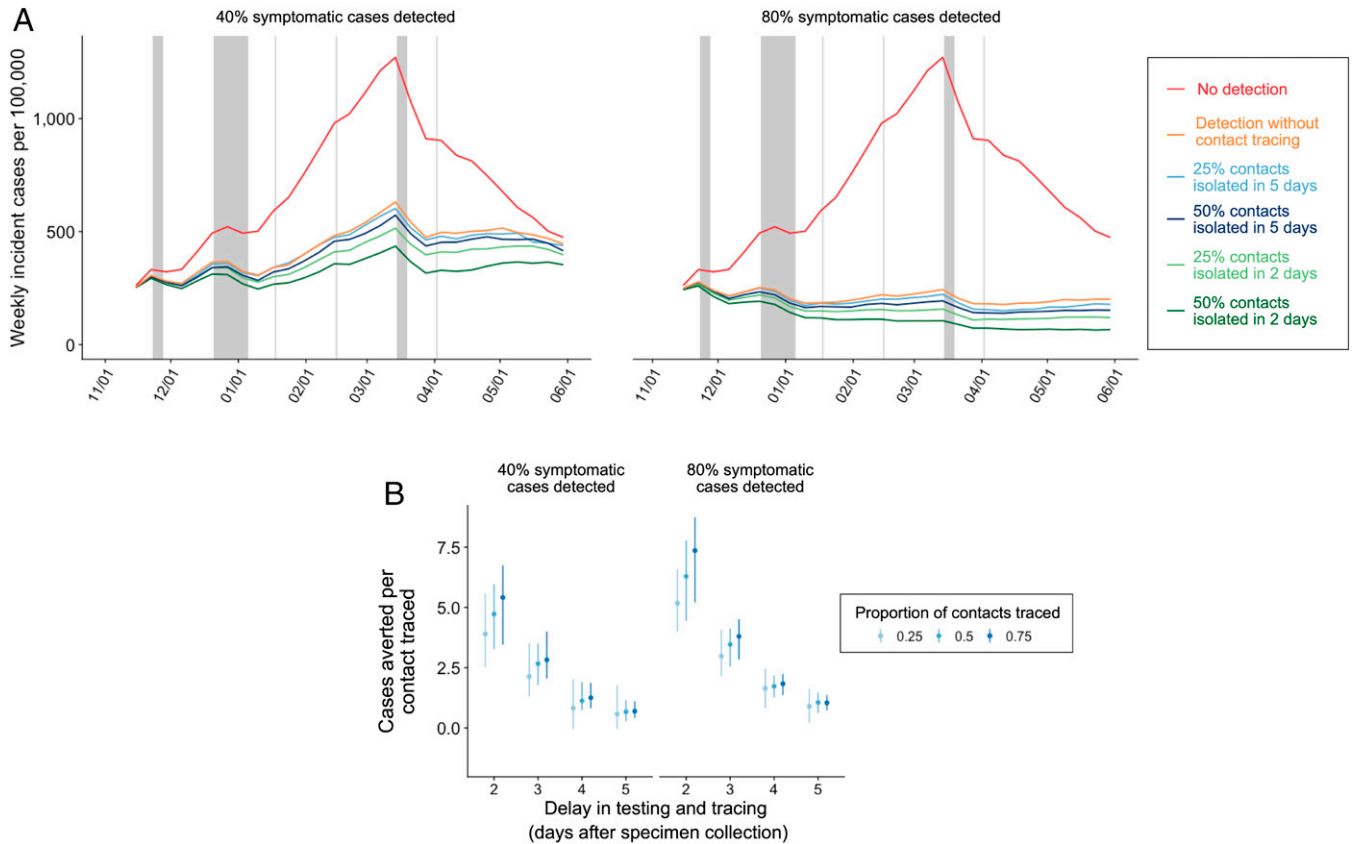 A
40% symptomatic cases detected
80% symptomatic cases detected
Weekly incident cases per 100,000
1,000
500
0
11/01
12/01
01/01
02/01
03/01
04/01
05/01
06/01
11/01
12/01
01/01
02/01
03/01
04/01
05/01
06/01
No detection
Detection without
contact tracing
25% contacts
isolated in 5 days
50% contacts
isolated in 5 days
25% contacts
isolated in 2 days
50% contacts
isolated in 2 days
B
40% symptomatic
cases detected
80% symptomatic
cases detected
Cases averted per
contact traced
7.5
5.0
2.5
0.0
2 3 4 5
2 3 4 5
Delay in testing and tracing
(days after specimen collection)
Proportion of contacts traced
0.25 0.5 0.75